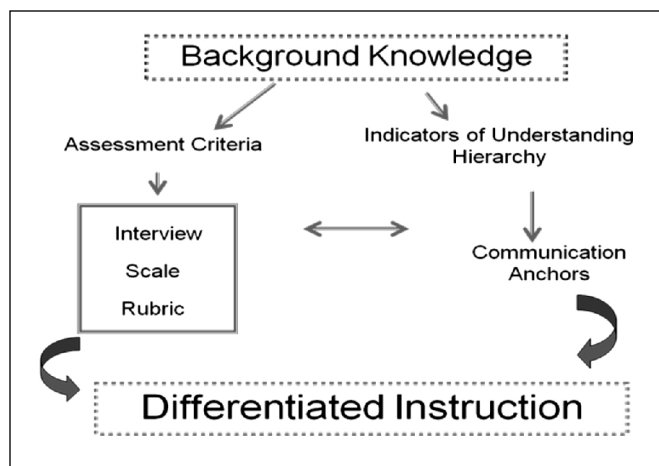 Background Knowledge
Assessment Criteria
Indicators of Understanding
Hierarchy
Interview
Scale
Rubric
Communication
Anchors
Differentiated Instruction